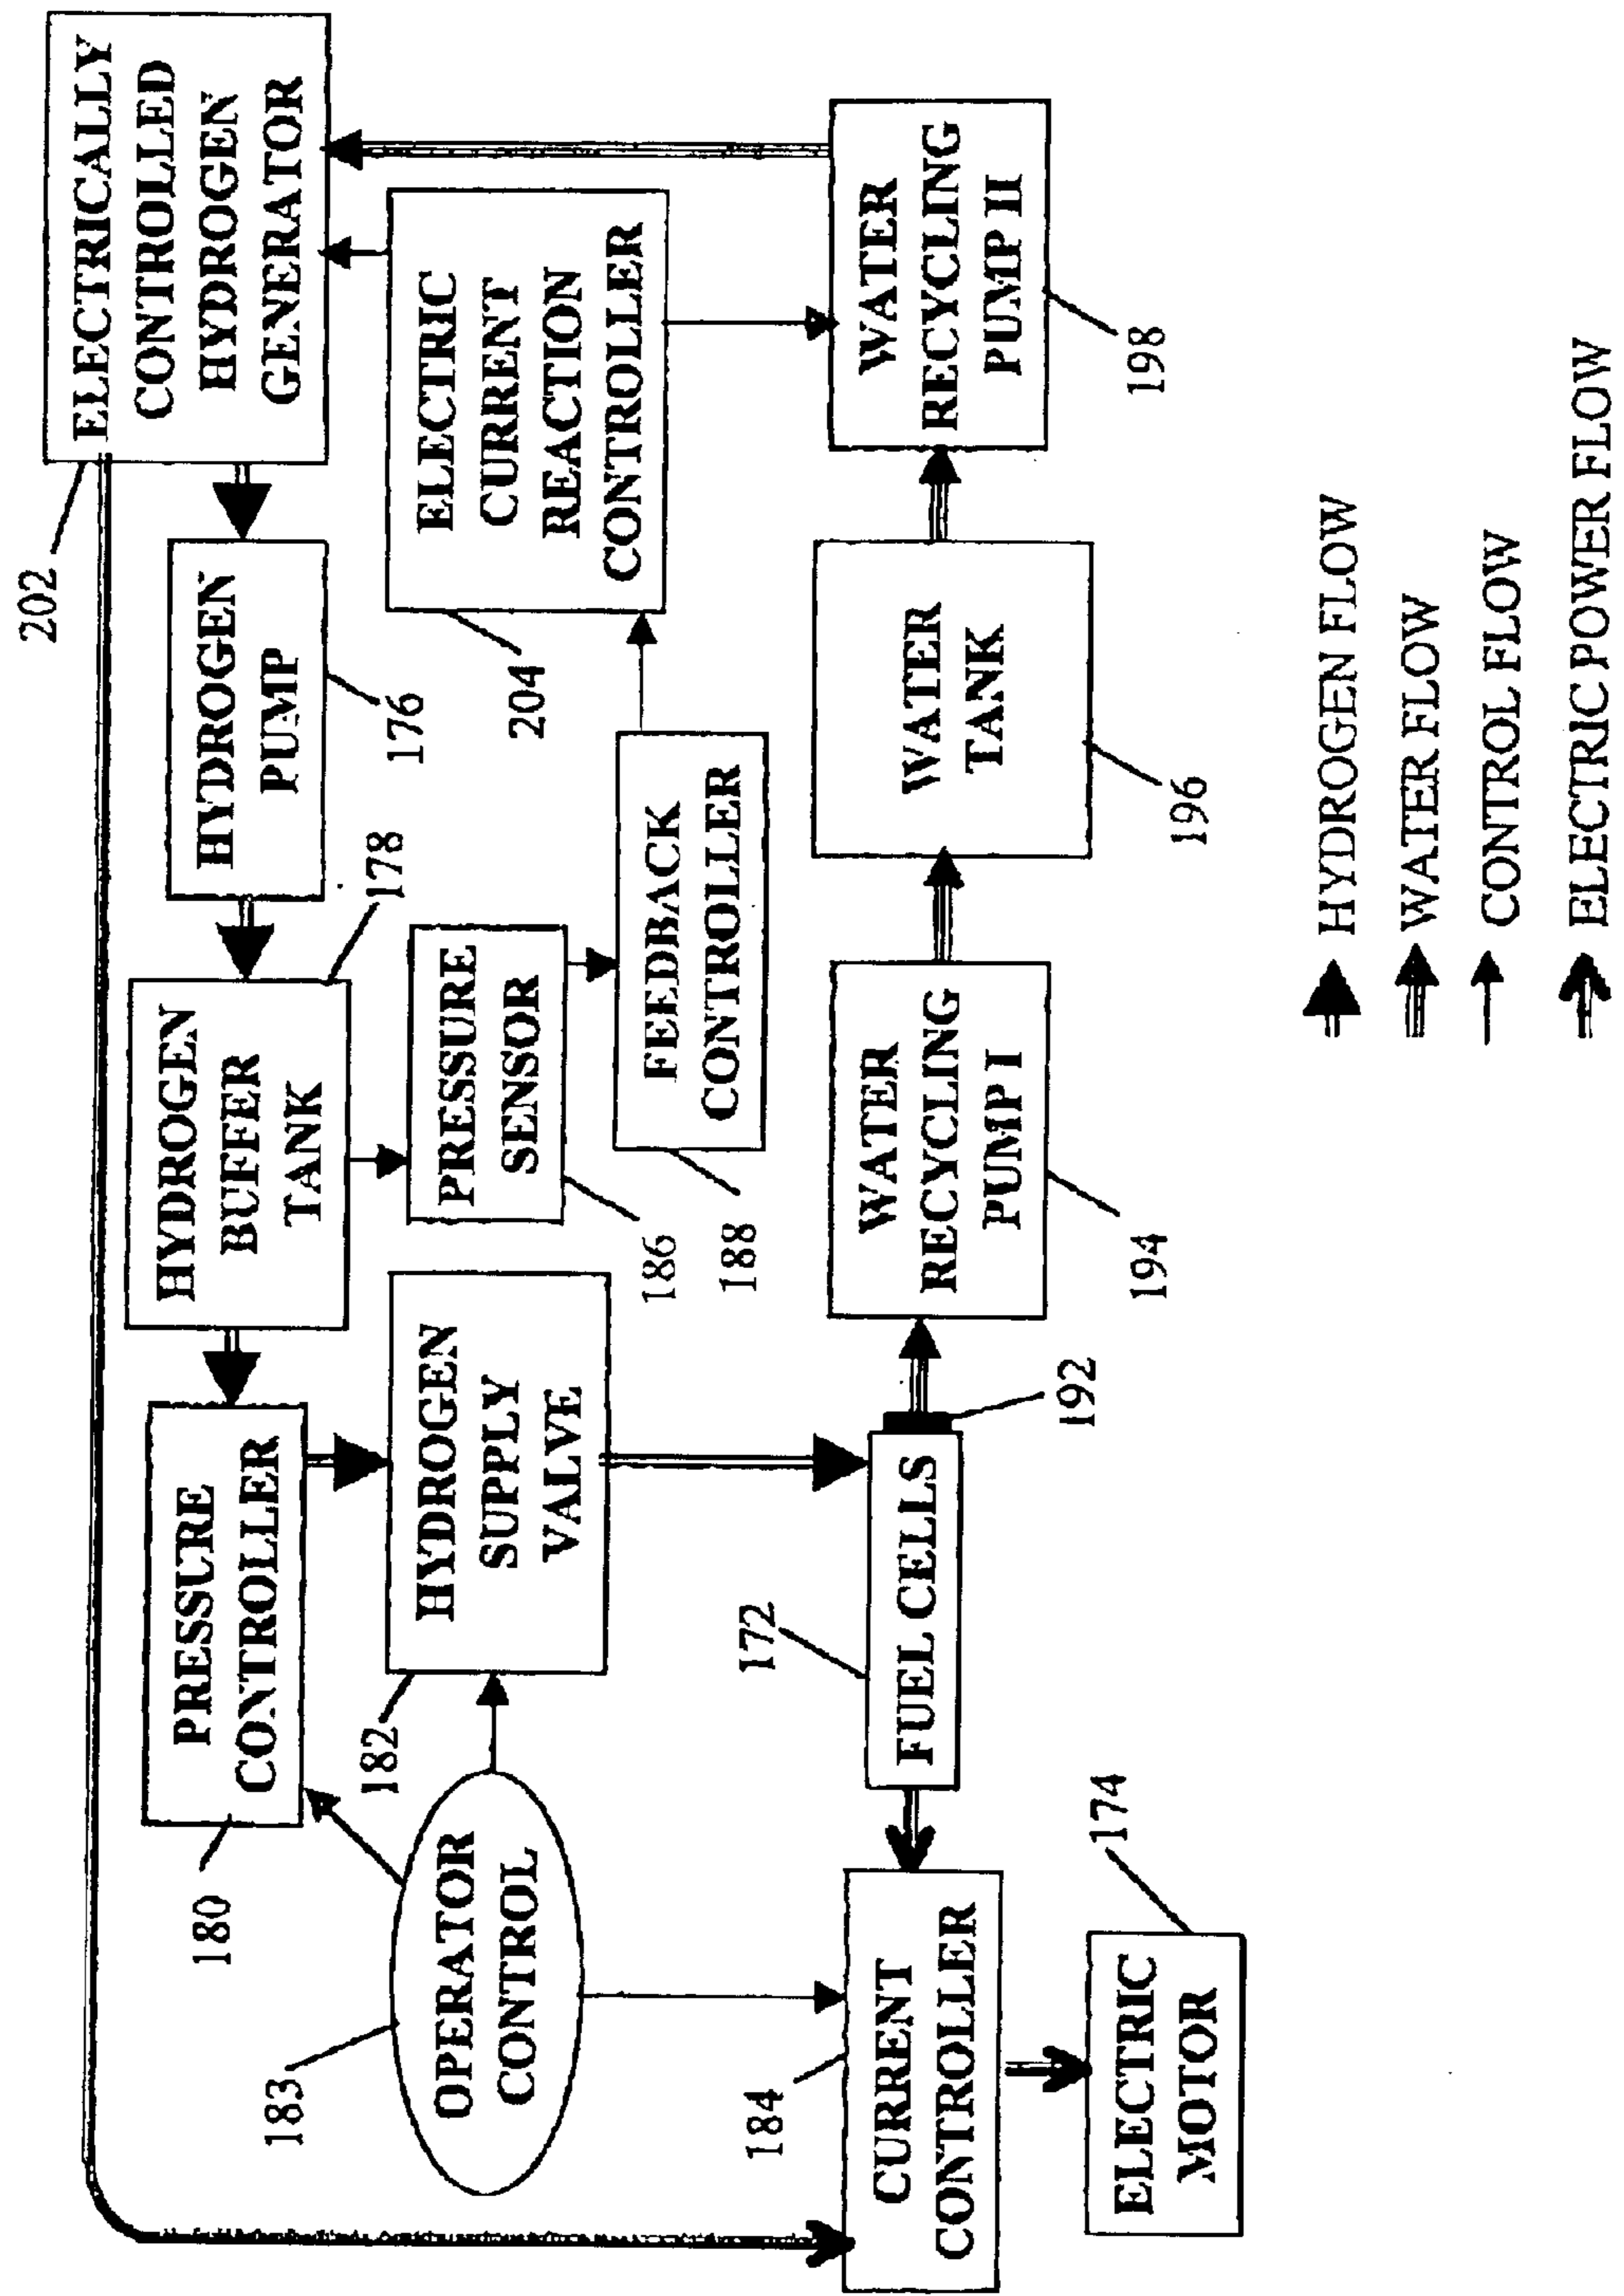 ELECTRICALLY
CONTROLLED
HYDROGEN
GENERATOR
202
HYDROGEN
PUMP
176
HYDROGEN
BUFFER
TANK
178
PRESSURE
CONTROLLER
180
ELECTRIC
CURRENT
REACTION
CONTROLLER
204
PRESSURE
SENSOR
186
FEEDBACK
CONTROLLER
188
HYDROGEN
SUPPLY
VALVE
182
OPERATOR
CONTROL
183
WATER
RECYCLING
PUMP II
198
WATER
TANK
196
WATER
RECYCLING
PUMP I
194
192
FUEL CELLS
172
CURRENT
CONTROLLER
184
ELECTRIC
MOTOR
174
HYDROGEN FLOW
WATER FLOW
CONTROL FLOW
ELECTRIC POWER FLOW